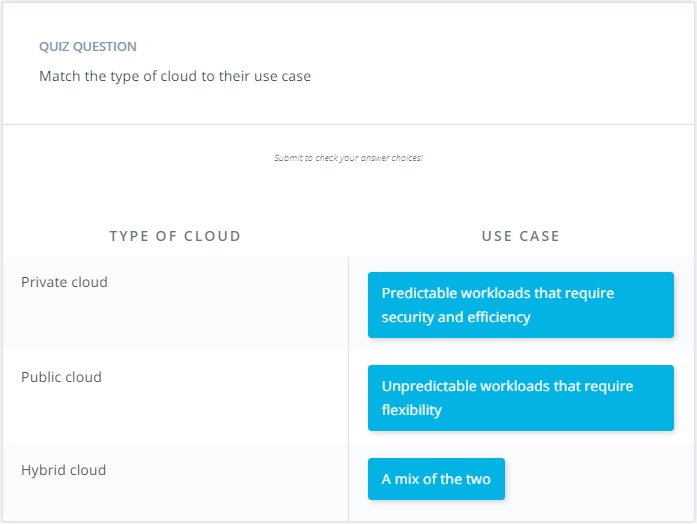 QUIZ QUESTION
Match the type of cloud to their use case
Submit to check your answer choices!
TYPE OF CLOUD
USE CASE
Private cloud
Predictable workloads that require
security and efficiency
Public cloud
Unpredictable workloads that require
flexibility
Hybrid cloud
A mix of the two